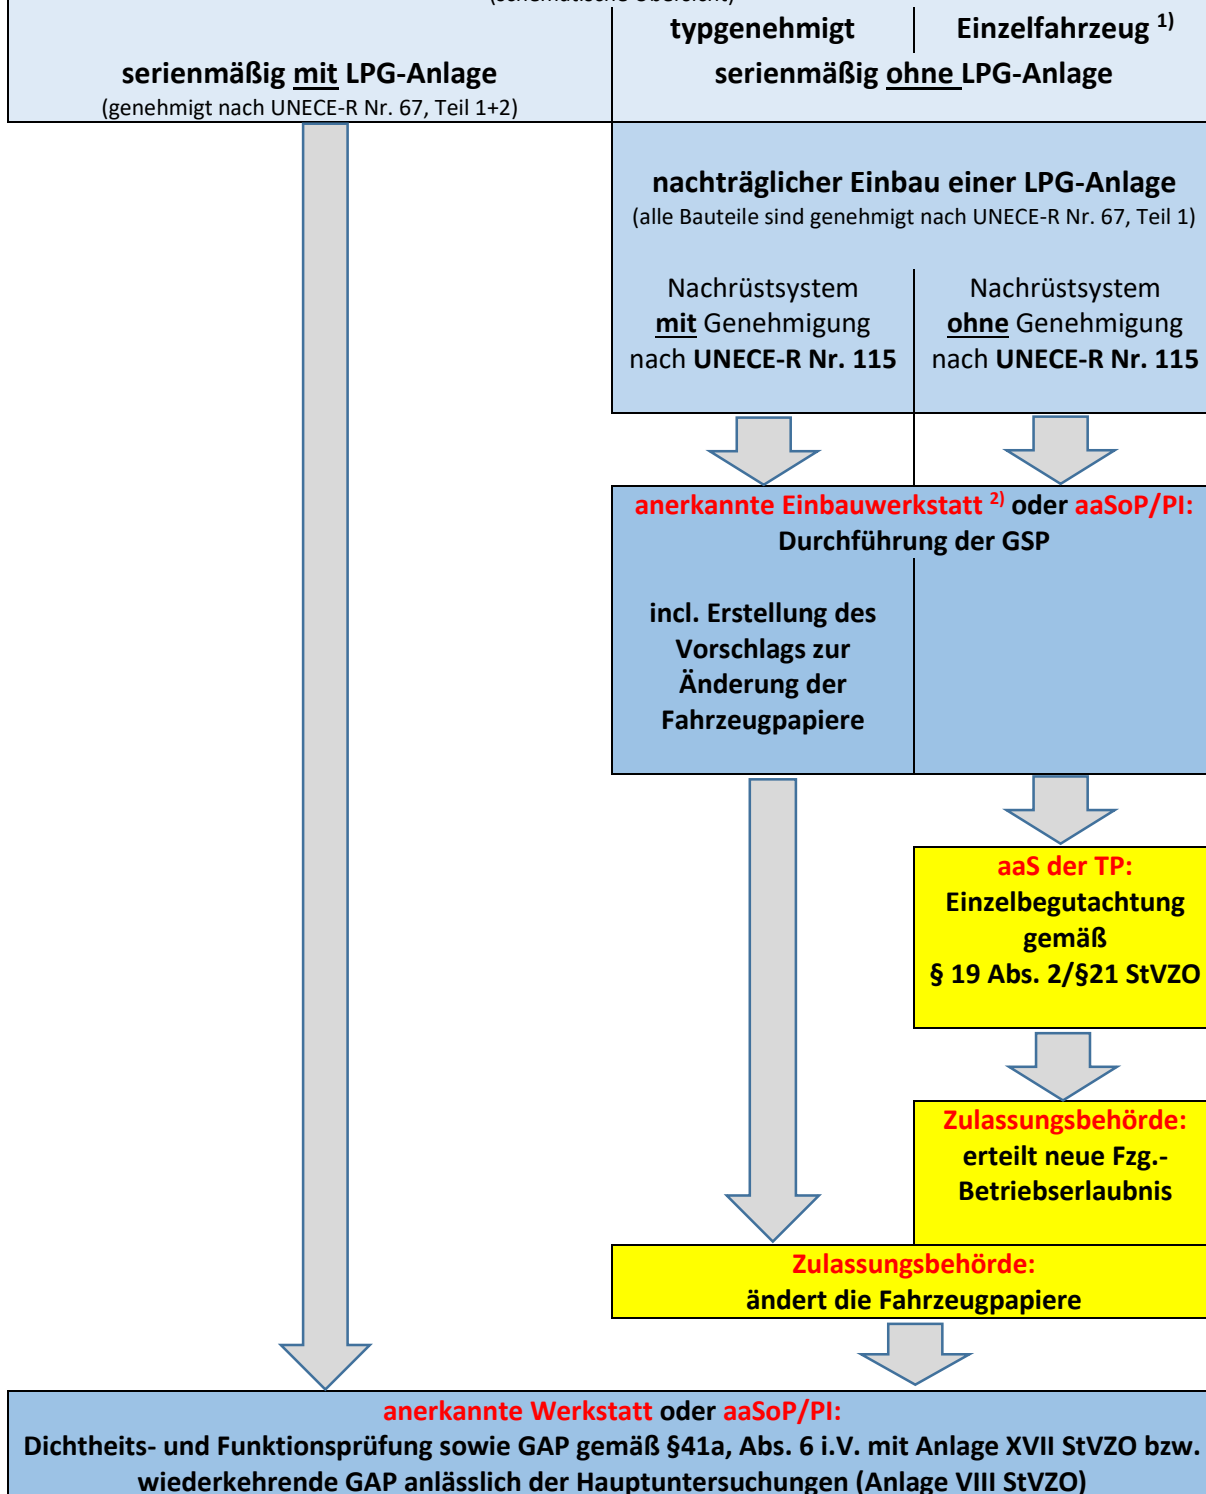 (schematische Übersicht)
typgenehmigt
Einzelfahrzeug 1)
serienmäßig mit LPG-Anlage
(genehmigt nach UNECE-R Nr. 67, Teil 1+2)
serienmäßig ohne LPG-Anlage
nachträglicher Einbau einer LPG-Anlage
(alle Bauteile sind genehmigt nach UNECE-R Nr. 67, Teil 1)
Nachrüstsystem
mit Genehmigung
nach UNECE-R Nr. 115
Nachrüstsystem
ohne Genehmigung
nach UNECE-R Nr. 115
anerkannte Einbauwerkstatt 2) oder aaSoP/PI:
Durchführung der GSP
incl. Erstellung des
Vorschlags zur
Änderung der
Fahrzeugpapiere
aaS der TP:
Einzelbegutachtung
gemäß
§ 19 Abs. 2/§21 StVZO
Zulassungsbehörde:
erteilt neue Fzg.-
Betriebserlaubnis
Zulassungsbehörde:
ändert die Fahrzeugpapiere
anerkannte Werkstatt oder aaSoP/PI:
Dichtheits- und Funktionsprüfung sowie GAP gemäß §41a, Abs. 6 i.V. mit Anlage XVII StVZO bzw.
wiederkehrende GAP anlässlich der Hauptuntersuchungen (Anlage VIII StVZO)